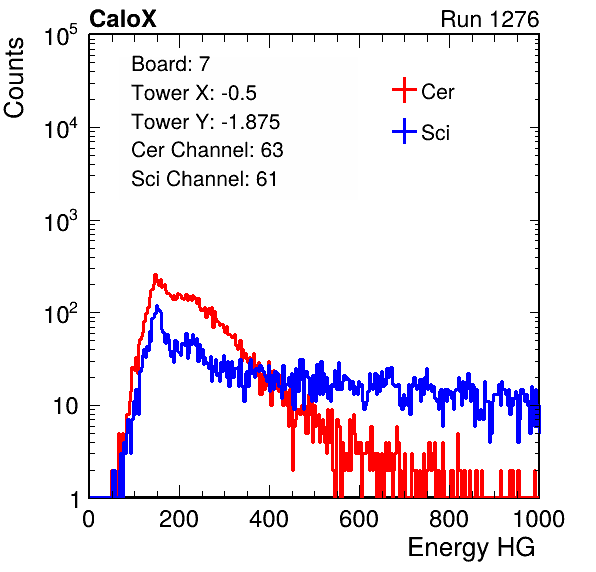 CaloX Run 1276
Counts
Board: 7
Tower X: -0.5
Tower Y: -1.875
Cer Channel: 63
Sci Channel: 61
Cer
Sci
10^5
10^4
10^3
10^2
10
1
0 200 400 600 800 1000
Energy HG